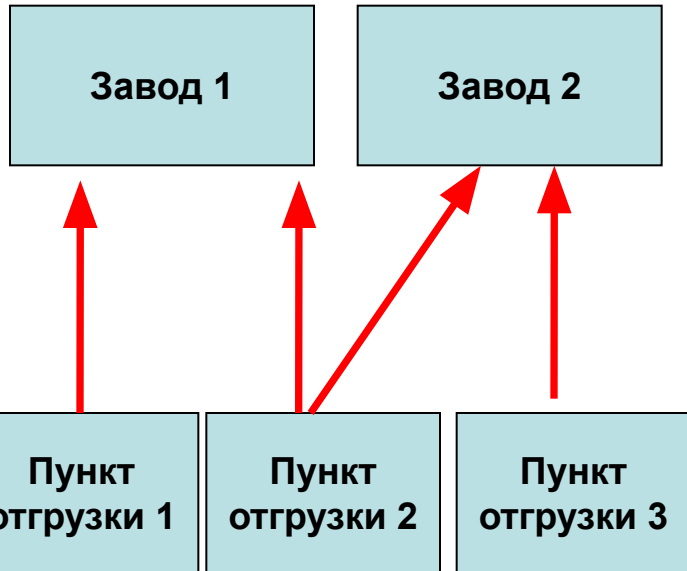 Завод 1
Завод 2
Пункт
отгрузки 1
Пункт
отгрузки 2
Пункт
отгрузки 3